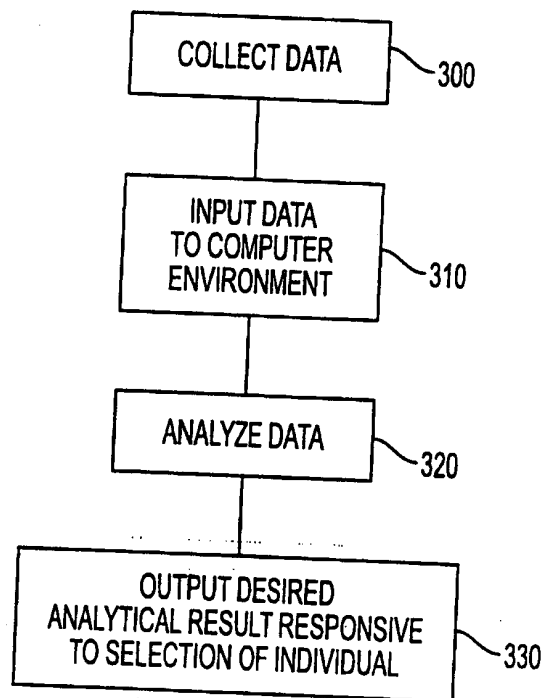 COLLECT DATA
300
INPUT DATA
TO COMPUTER
ENVIRONMENT
310
ANALYZE DATA
320
OUTPUT DESIRED
ANALYTICAL RESULT RESPONSIVE
TO SELECTION OF INDIVIDUAL
330